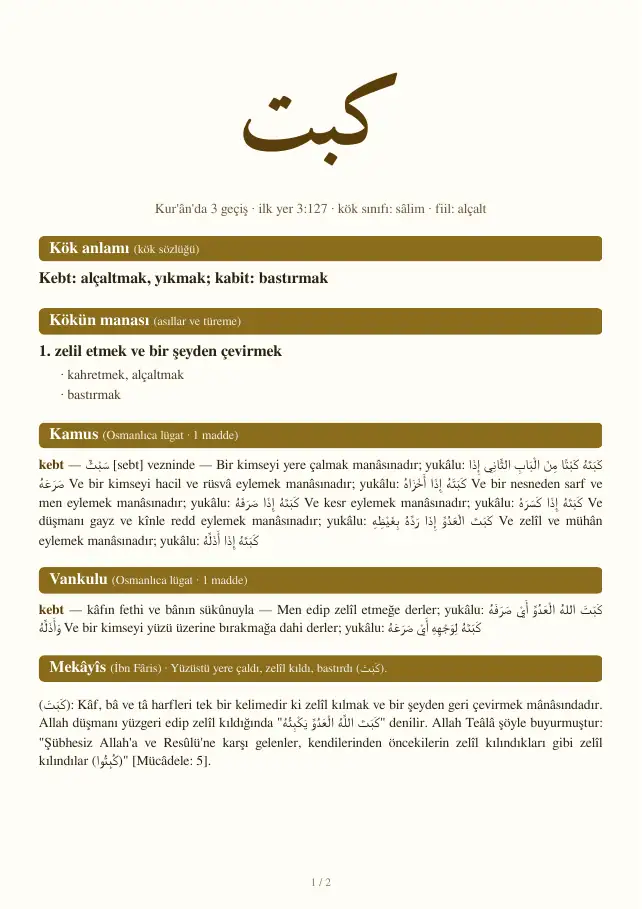 كبت
Kur'ân'da 3 geçiş · ilk yer 3:127 · kök sınıfı: sâlim · fiil: alçalt
Kök anlamı (kök sözlüğü)
Kebt: alçaltmak, yıkmak; kabit: bastırmak
Kökün manası (asıllar ve türeme)
1. zelil etmek ve bir şeyden çevirmek
· kahretmek, alçaltmak
· bastırmak
Kamus (Osmanlıca lügat · 1 madde)
kebt — سَبْتٌ [sebt] vezninde — Bir kimseyi yere çalmak manâsınadır; yukâlu: كَبَتَهُ كَبْتًا مِنَ الْبَابِ الثَّانِي إِذَا
صَرَعَهُ Ve bir kimseyi hacil ve rüsvâ eylemek manâsınadır; yukâlu: كَبَتَهُ إِذَا أَخْزَاهُ Ve bir nesneden sarf ve
men eylemek manâsınadır; yukâlu: كَبَتَهُ إِذَا صَرَفَهُ Ve kesr eylemek manâsınadır; yukâlu: كَبَتَهُ إِذَا كَسَرَهُ Ve
düşmanı gayz ve kînle redd eylemek manâsınadır; yukâlu: كَبَتَ الْعَدُوَّ إِذَا رَدَّهُ بِغَيْظِهِ Ve zelîl ve mühân
eylemek manâsınadır; yukâlu: كَبَتَهُ إِذَا أَذَلَّهُ
Vankulu (Osmanlıca lügat · 1 madde)
kebt — kâfın fethi ve bânın sükûnuyla — Men edip zelîl etmeğe derler; yukâlu: كَبَتَ اللهُ الْعَدُوَّ أَيْ صَرَفَهُ
وَأَذَلَّهُ Ve bir kimseyi yüzü üzerine bırakmağa dahi derler; yukâlu: كَبَتَهُ لِوَجْهِهِ أَيْ صَرَعَهُ
Mekâyîs (İbn Fâris) · Yüzüstü yere çaldı, zelîl kıldı, bastırdı (كَبَتَ).
(كَبَتَ): Kâf, bâ ve tâ harfleri tek bir kelimedir ki zelîl kılmak ve bir şeyden geri çevirmek mânâsınadır.
Allah düşmanı yüzgeri edip zelîl kıldığında "كَبَتَ اللَّهُ الْعَدُوَّ يَكْبِتُهُ" denilir. Allah Teâlâ şöyle buyurmuştur:
"Şübhesiz Allah'a ve Resûlü'ne karşı gelenler, kendilerinden öncekilerin zelîl kılındıkları gibi zelîl
kılındılar (كُبِتُوا)" [Mücâdele: 5].
1 / 2